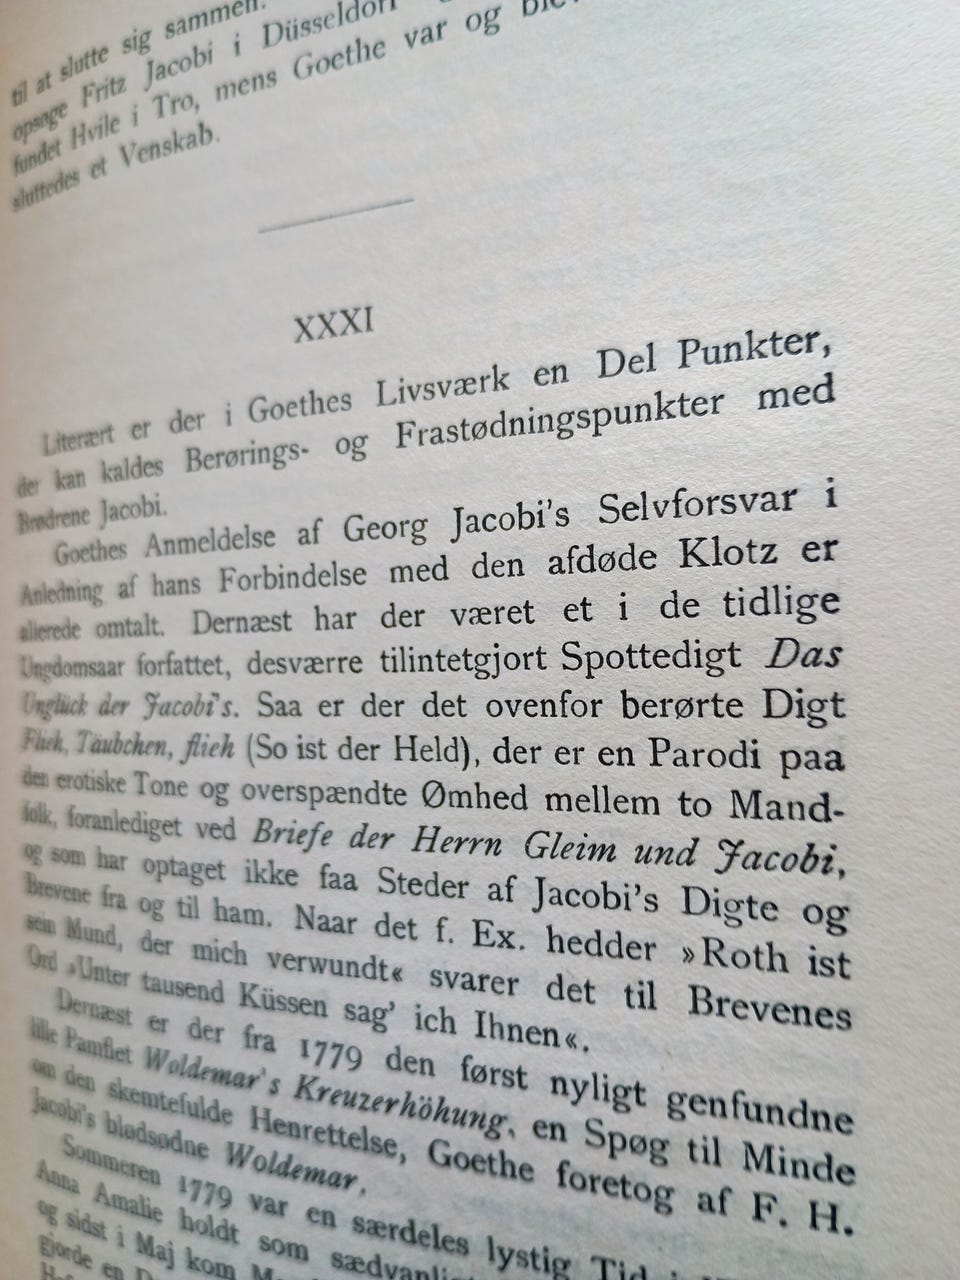 til at slutte sig sammen.
opsøge Fritz Jacobi i Düsseldorf
fundet Hvile i Tro, mens Goethe var og blev
sluttedes et Venskab.
XXXI
Literært er der i Goethes Livsværk en Del Punkter,
der kan kaldes Berørings- og Frastødningspunkter med
Brødrene Jacobi.
Goethes Anmeldelse af Georg Jacobi's Selvforsvar i
Anledning af hans Forbindelse med den afdøde Klotz er
allerede omtalt. Dernæst har der været et i de tidlige
Ungdomsaar forfattet, desværre tilintetgjort Spottedigt Das
Unglück der Jacobi's. Saa er der det ovenfor berørte Digt
Flieh, Täubchen, flieh (So ist der Held), der er en Parodi paa
den erotiske Tone og overspændte Ømhed mellem to Mand-
folk, foranlediget ved Briefe der Herrn Gleim und Jacobi,
og som har optaget ikke faa Steder af Jacobi's Digte og
Brevene fra og til ham. Naar det f. Ex. hedder »Roth ist
sein Mund, der mich verwundt« svarer det til Brevenes
Ord »Unter tausend Küssen sag' ich Ihnen«.
Dernæst er der fra 1779 den først nyligt genfundne
lille Pamflet Woldemar's Kreuzerhöhung, en Spøg til Minde
om den skemtefulde Henrettelse, Goethe foretog af F. H.
Jacobi's blødsødne Woldemar.
Sommeren 1779 var en særdeles lystig Tid i
Anna Amalie holdt som sædvanlig
og sidst i Maj kom
gjorde en